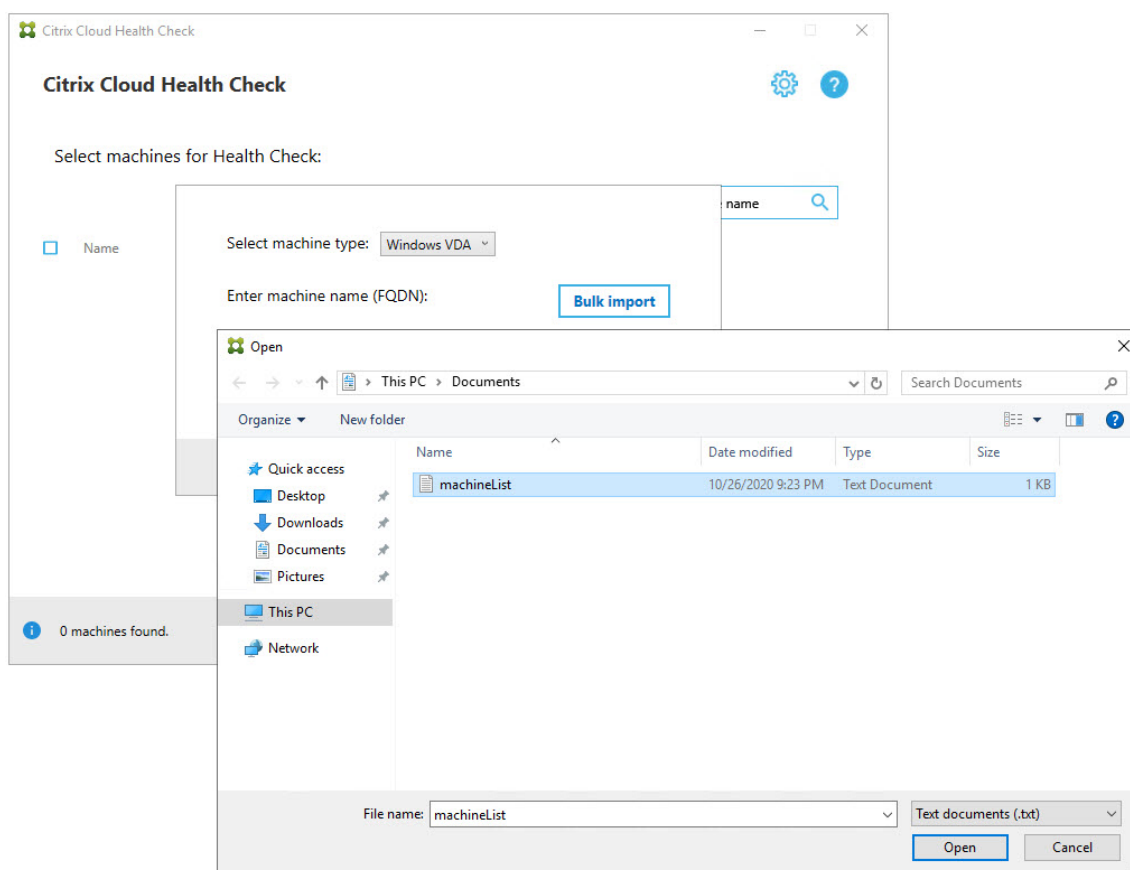 Citrix Cloud Health Check
Citrix Cloud Health Check
Select machines for Health Check:
name
Name
Select machine type: Windows VDA
Enter machine name (FQDN):
Bulk import
0 machines found.
Open
This PC > Documents
Search Documents
Organize
New folder
Name Date modified Type Size
machineList 10/26/2020 9:23 PM Text Document 1 KB
Quick access
Desktop
Downloads
Documents
Pictures
This PC
Network
File name: machineList
Text documents (.txt)
Open
Cancel